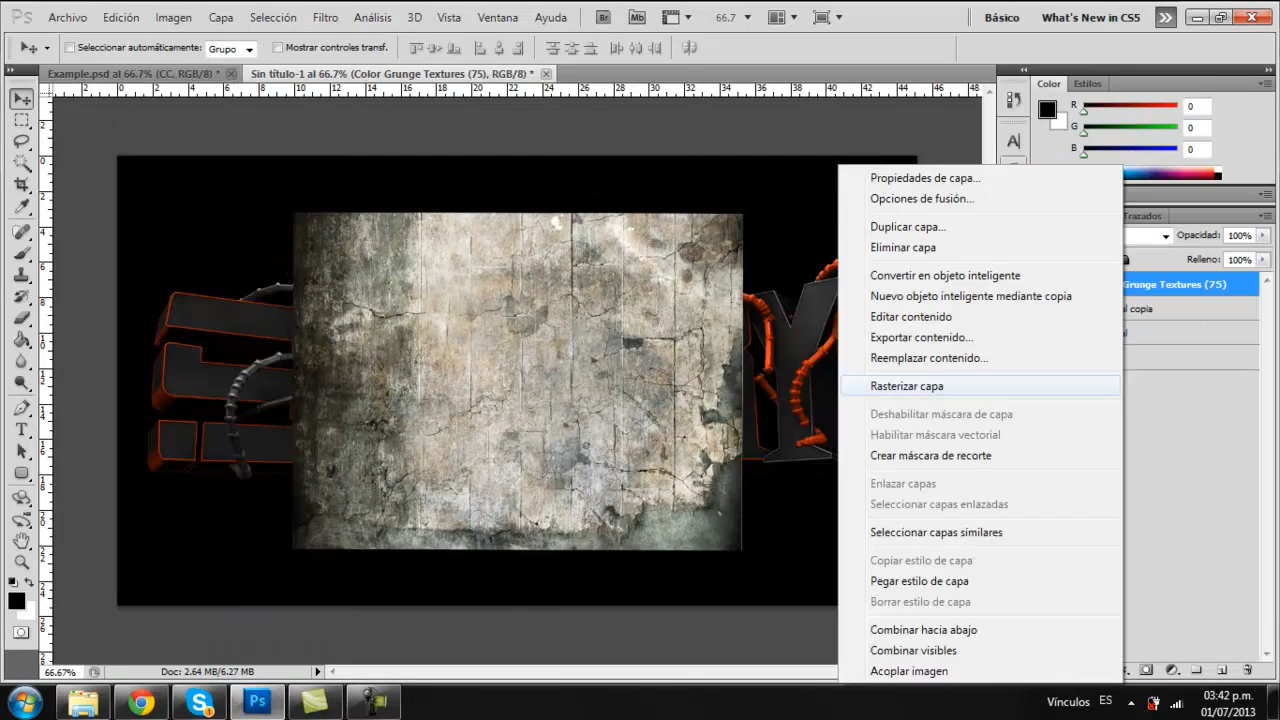 Ps Archivo Edición Imagen Capa Selección Filtro Análisis 3D Vista Ventana Ayuda Br Mb 66.7 Básico What's New in CS5
Seleccionar automáticamente: Grupo Mostrar controles transf.
Example.psd al 66.7% (CC, RGB/8) * Sin título-1 al 66.7% (Color Grunge Textures (75), RGB/8) *
Color Estilos
R 0
G 0
B 0
Propiedades de capa...
Opciones de fusión...
Duplicar capa...
Eliminar capa
Convertir en objeto inteligente
Nuevo objeto inteligente mediante copia
Editar contenido
Exportar contenido...
Reemplazar contenido...
Rasterizar capa
Deshabilitar máscara de capa
Habilitar máscara vectorial
Crear máscara de recorte
Enlazar capas
Seleccionar capas enlazadas
Seleccionar capas similares
Copiar estilo de capa
Pegar estilo de capa
Borrar estilo de capa
Combinar hacia abajo
Combinar visibles
Acoplar imagen
Trazados
Opacidad: 100%
Relleno: 100%
Grunge Textures (75)
al copia
al
66.67% Doc: 2.64 MB/6.27 MB
Vínculos ES 03:42 p.m.
01/07/2013